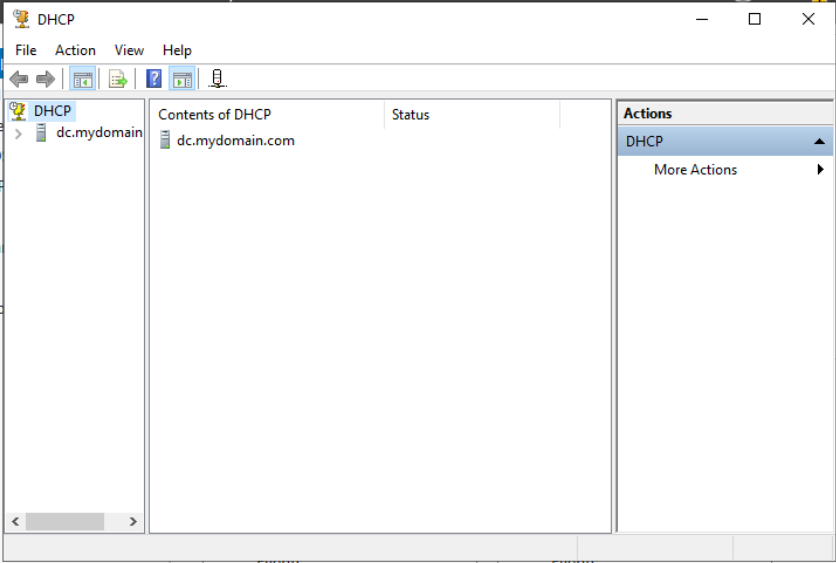 DHCP
File Action View Help
DHCP
dc.mydomain
Contents of DHCP Status
dc.mydomain.com
Actions
DHCP
More Actions